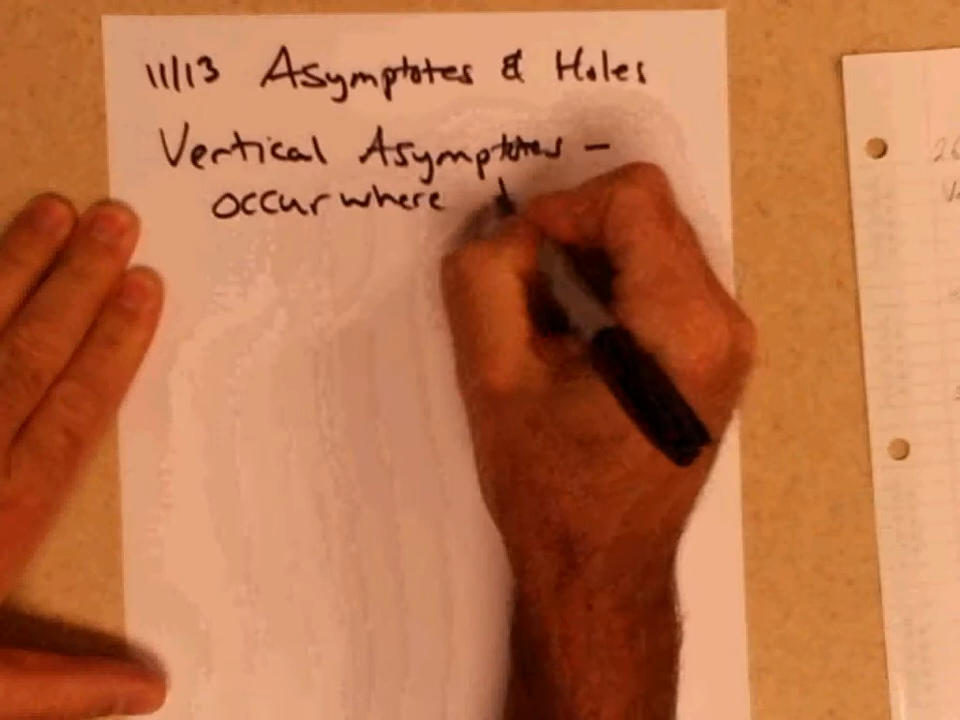 11/13 Asymptotes & Holes
Vertical Asymptotes -
occur where